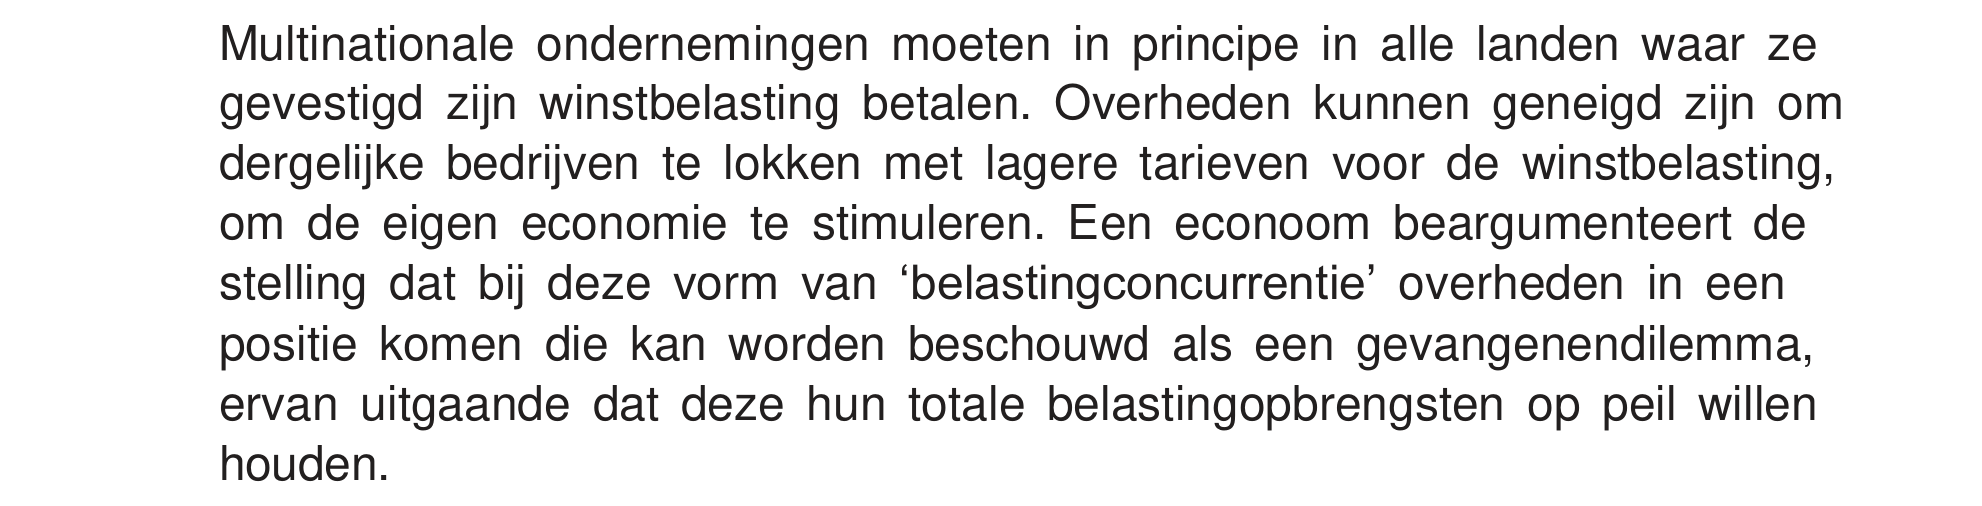 Multinationale ondernemingen moeten in principe in alle landen waar ze
gevestigd zijn winstbelasting betalen. Overheden kunnen geneigd zijn om
dergelijke bedrijven te lokken met lagere tarieven voor de winstbelasting,
om de eigen economie te stimuleren. Een econoom beargumenteert de
stelling dat bij deze vorm van ‘belastingconcurrentie’ overheden in een
positie komen die kan worden beschouwd als een gevangenendilemma,
ervan uitgaande dat deze hun totale belastingopbrengsten op peil willen
houden.